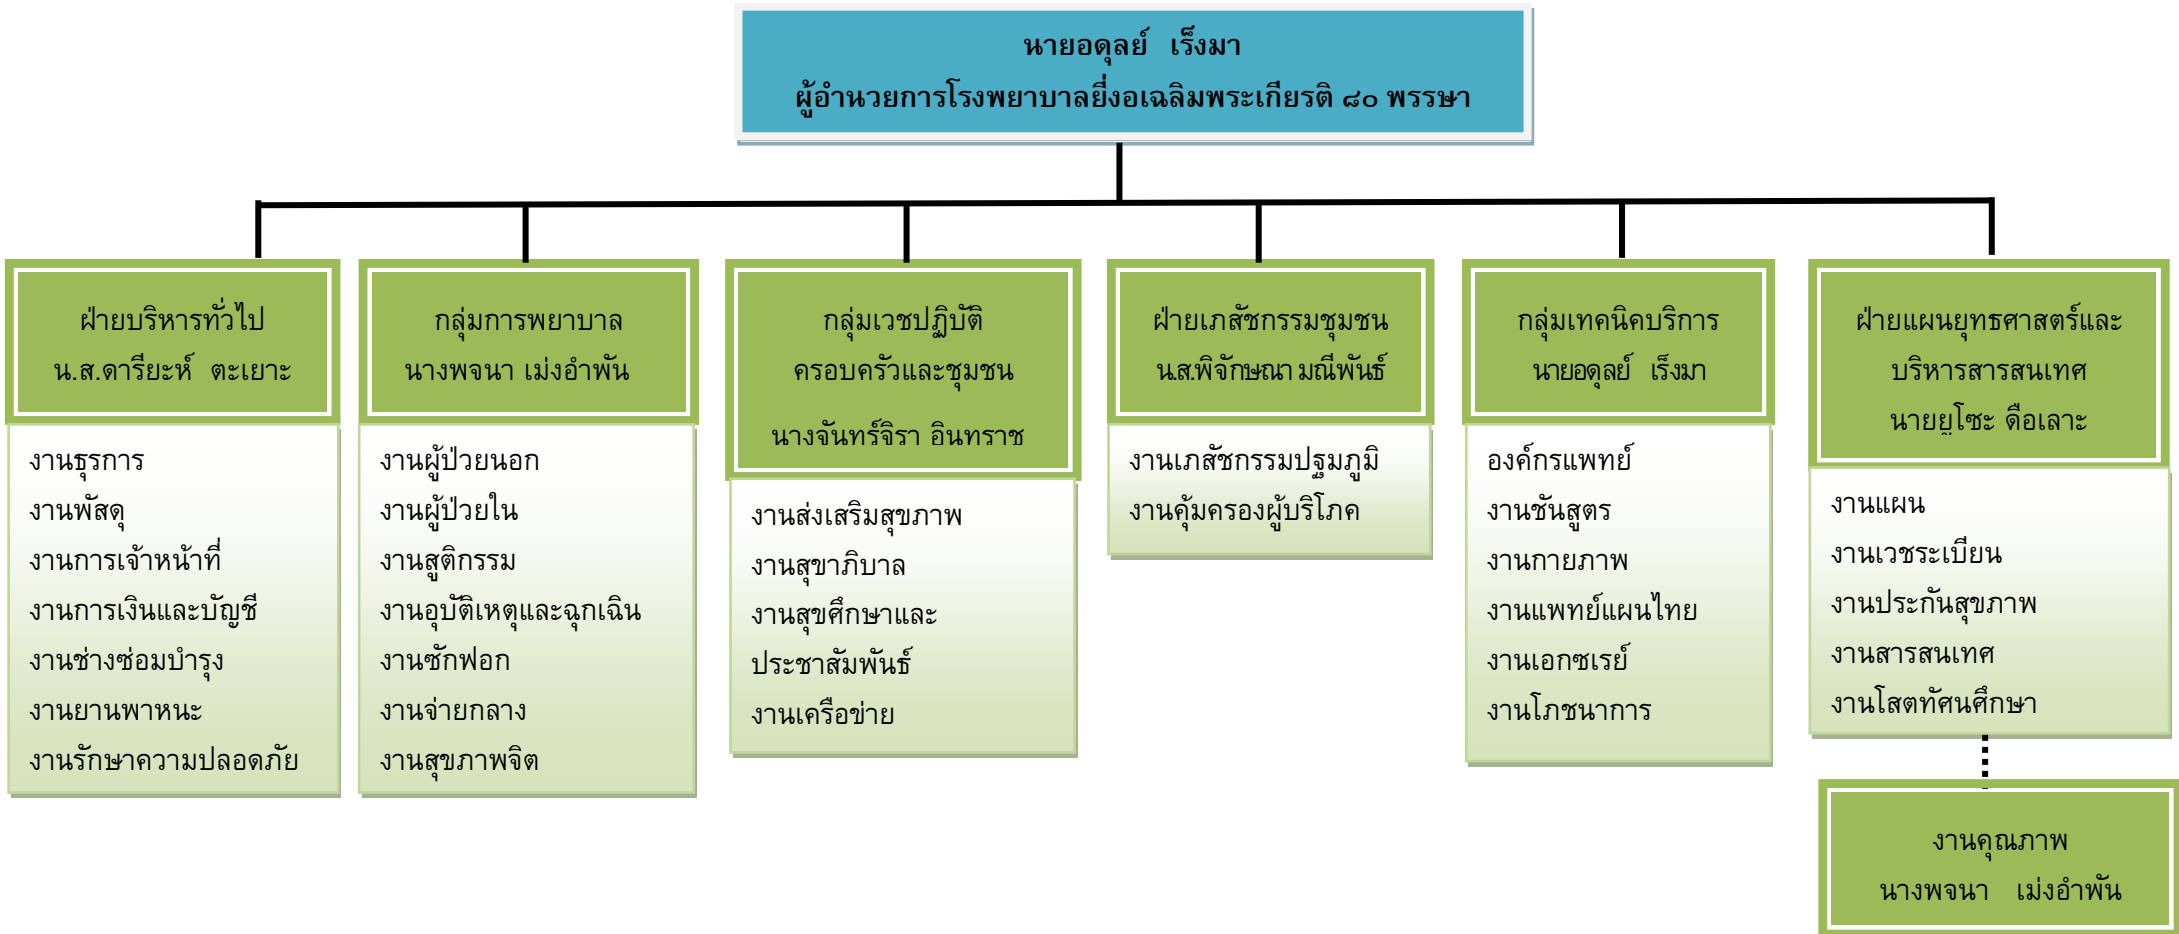 นายอดุลย์ เร็งมา
ผู้อำนวยการโรงพยาบาลยี่งอเฉลิมพระเกียรติ ๘๐ พรรษา
ฝ่ายบริหารทั่วไป
น.ส.ดารียะห์ ตะเยาะ
งานธุรการ
งานพัสดุ
งานการเจ้าหน้าที่
งานการเงินและบัญชี
งานช่างซ่อมบำรุง
งานยานพาหนะ
งานรักษาความปลอดภัย
กลุ่มการพยาบาล
นางพจนา เม่งอำพัน
งานผู้ป่วยนอก
งานผู้ป่วยใน
งานสูติกรรม
งานอุบัติเหตุและฉุกเฉิน
งานซักฟอก
งานจ่ายกลาง
งานสุขภาพจิต
กลุ่มเวชปฏิบัติ
ครอบครัวและชุมชน
นางจันทร์จิรา อินทราช
งานส่งเสริมสุขภาพ
งานสุขาภิบาล
งานสุขศึกษาและ
ประชาสัมพันธ์
งานเครือข่าย
ฝ่ายเภสัชกรรมชุมชน
น.ส.พิจักษณา มณีพันธ์
งานเภสัชกรรมปฐมภูมิ
งานคุ้มครองผู้บริโภค
กลุ่มเทคนิคบริการ
นายอดุลย์ เร็งมา
องค์กรแพทย์
งานชันสูตร
งานกายภาพ
งานแพทย์แผนไทย
งานเอกซเรย์
งานโภชนาการ
ฝ่ายแผนยุทธศาสตร์และ
บริหารสารสนเทศ
นายยูโซะ ดือเลาะ
งานแผน
งานเวชระเบียน
งานประกันสุขภาพ
งานสารสนเทศ
งานโสตทัศนศึกษา
งานคุณภาพ
นางพจนา เม่งอำพัน